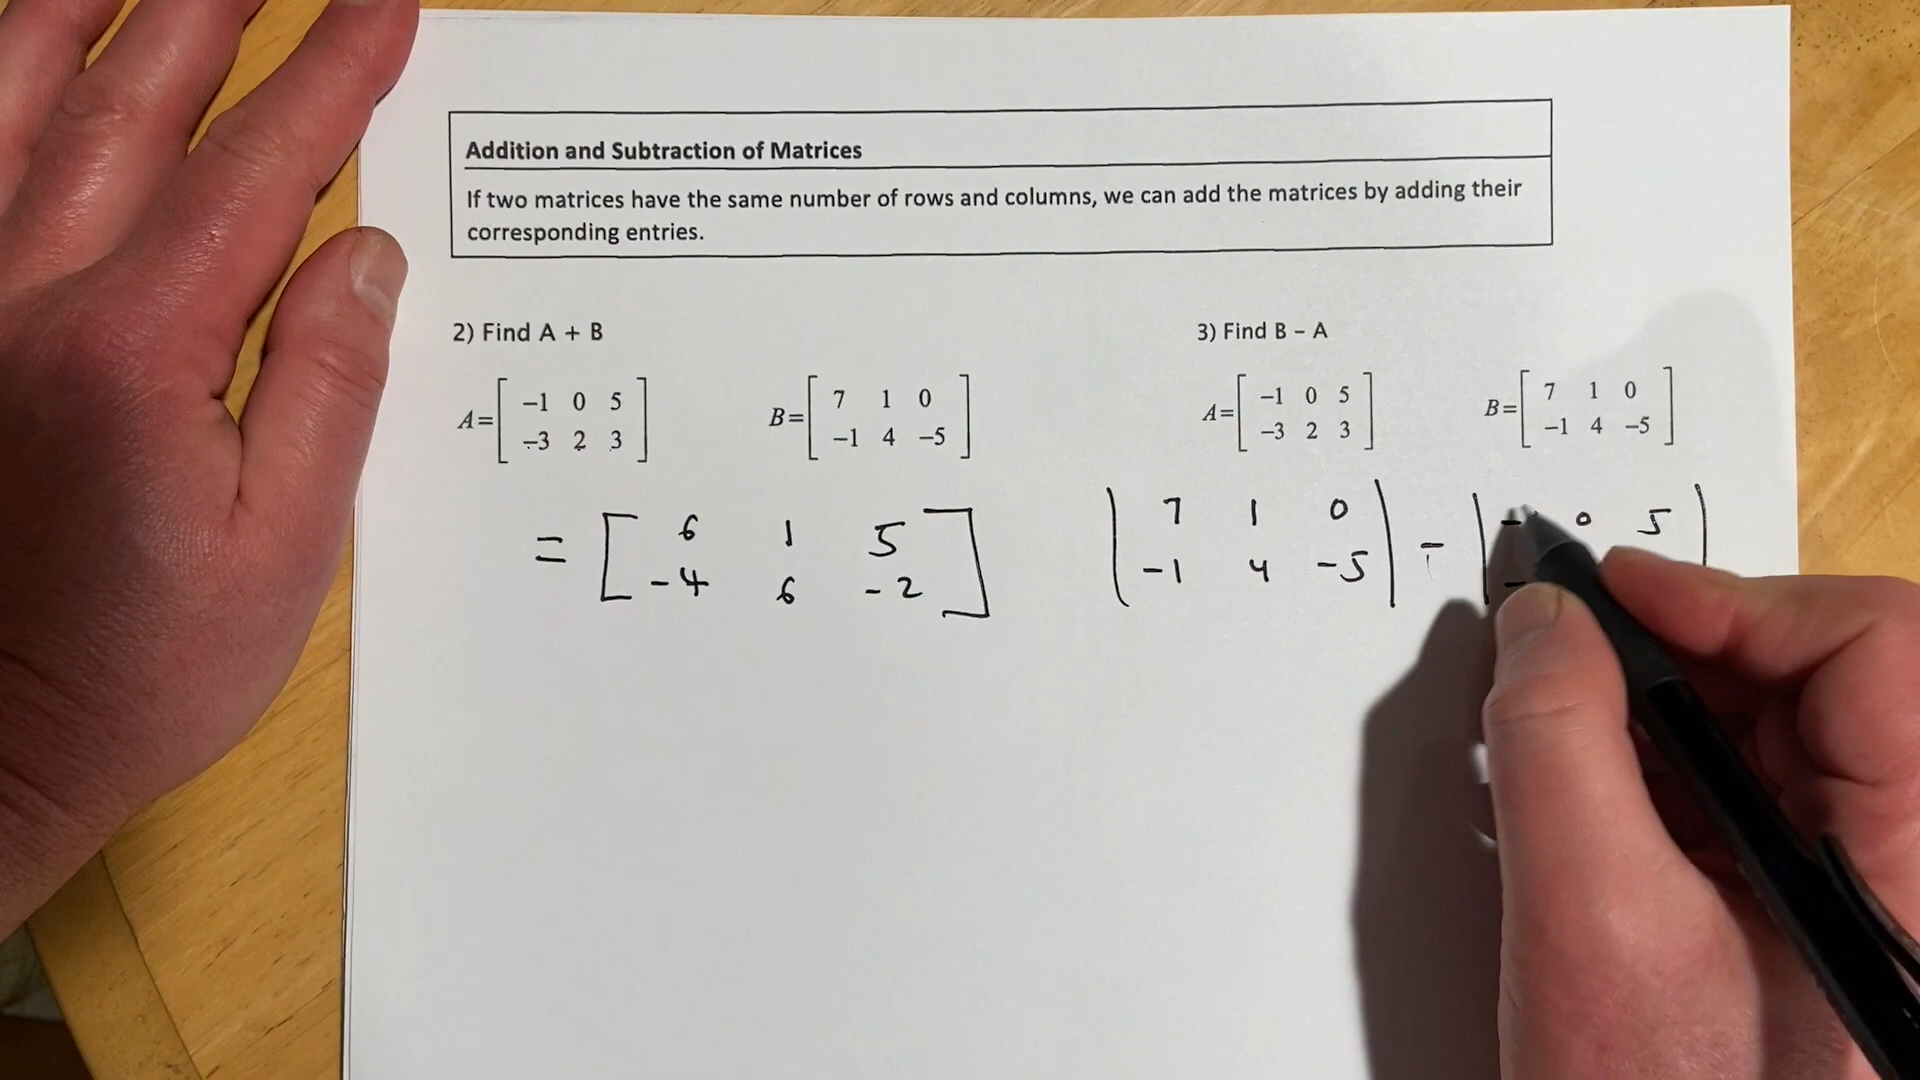 Addition and Subtraction of Matrices
If two matrices have the same number of rows and columns, we can add the matrices by adding their
corresponding entries.
2) Find A + B
A=[ −1 0 5
−3 2 3 ]
B=[ 7 1 0
−1 4 −5 ]
= [ 6 1 5
-4 6 -2 ]
3) Find B − A
A=[ −1 0 5
−3 2 3 ]
B=[ 7 1 0
−1 4 −5 ]
| 7 1 0
-1 4 -5 | - | - 0 5
- |